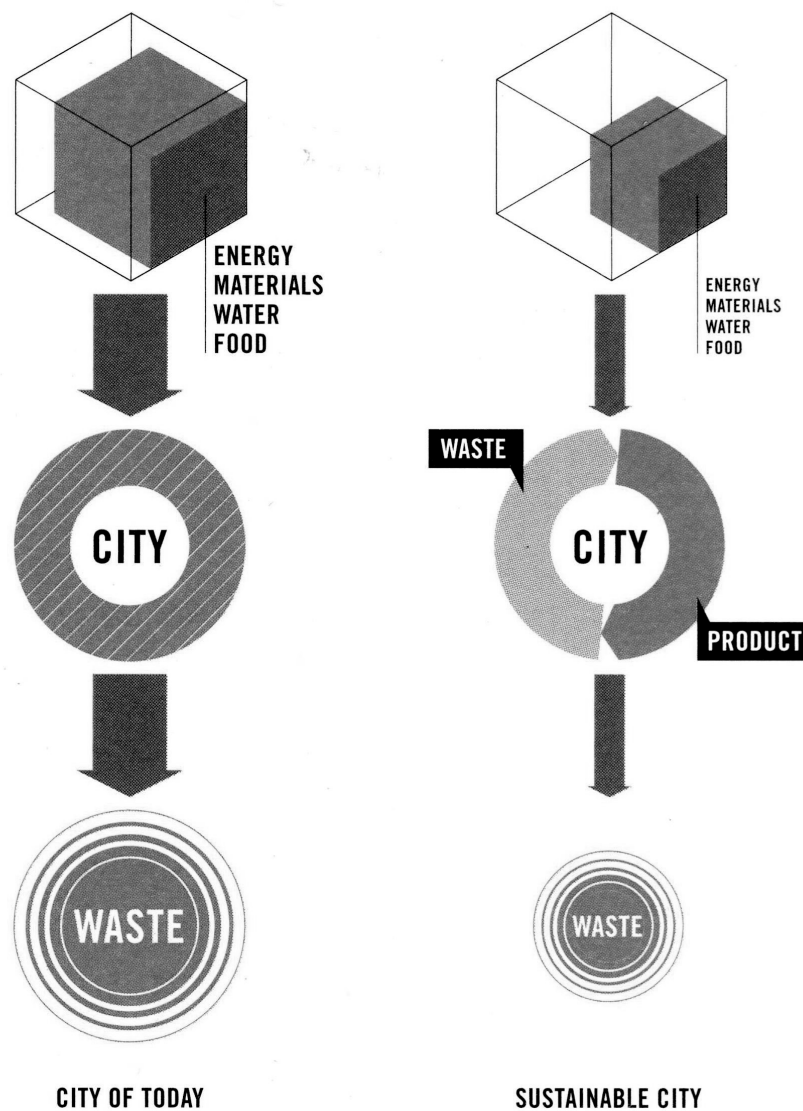 ENERGY
MATERIALS
WATER
FOOD
CITY
WASTE
CITY OF TODAY
ENERGY
MATERIALS
WATER
FOOD
WASTE
CITY
PRODUCT
WASTE
SUSTAINABLE CITY